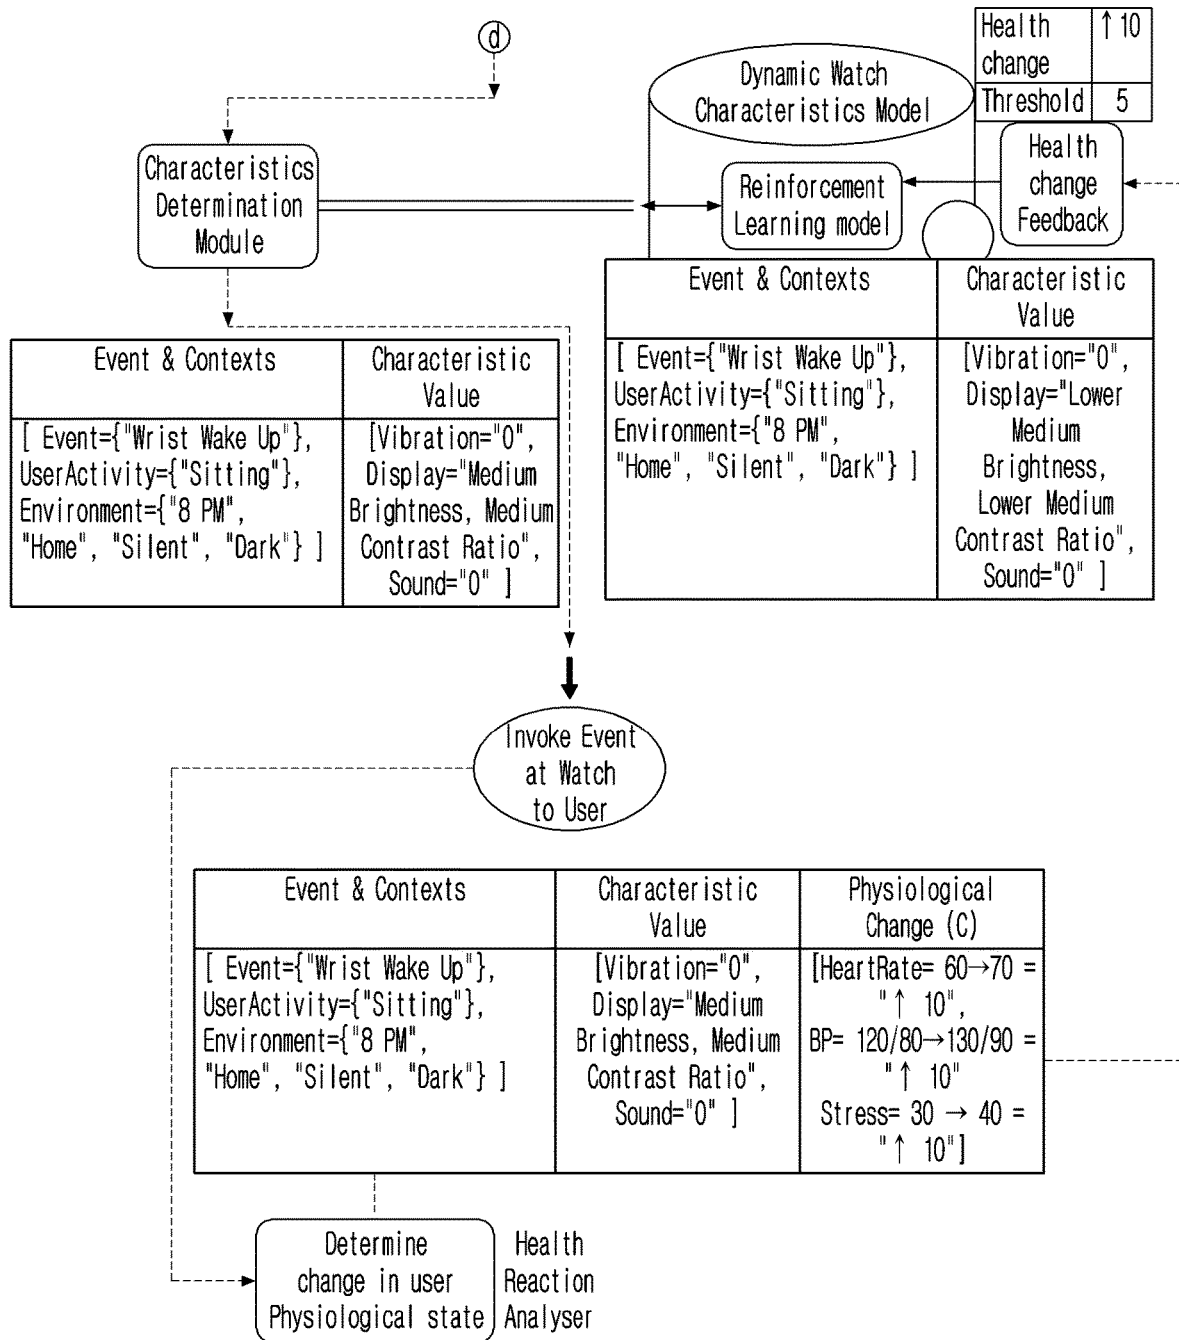 d
Health
change
↑ 10
Threshold
5
Dynamic Watch
Characteristics Model
Characteristics
Determination
Module
Reinforcement
Learning model
Health
change
Feedback
Event & Contexts
Characteristic
Value
[ Event={"Wrist Wake Up"},
UserActivity={"Sitting"},
Environment={"8 PM",
"Home", "Silent", "Dark"} ]
[Vibration="0",
Display="Lower
Medium
Brightness,
Lower Medium
Contrast Ratio",
Sound="0" ]
Event & Contexts
Characteristic
Value
[ Event={"Wrist Wake Up"},
UserActivity={"Sitting"},
Environment={"8 PM",
"Home", "Silent", "Dark"} ]
[Vibration="0",
Display="Medium
Brightness, Medium
Contrast Ratio",
Sound="0" ]
Invoke Event
at Watch
to User
Event & Contexts
Characteristic
Value
Physiological
Change (C)
[ Event={"Wrist Wake Up"},
UserActivity={"Sitting"},
Environment={"8 PM",
"Home", "Silent", "Dark"} ]
[Vibration="0",
Display="Medium
Brightness, Medium
Contrast Ratio",
Sound="0" ]
[HeartRate= 60→70 =
"↑ 10",
BP= 120/80→130/90 =
"↑ 10"
Stress= 30 → 40 =
"↑ 10"]
Determine
change in user
Physiological state
Health
Reaction
Analyser